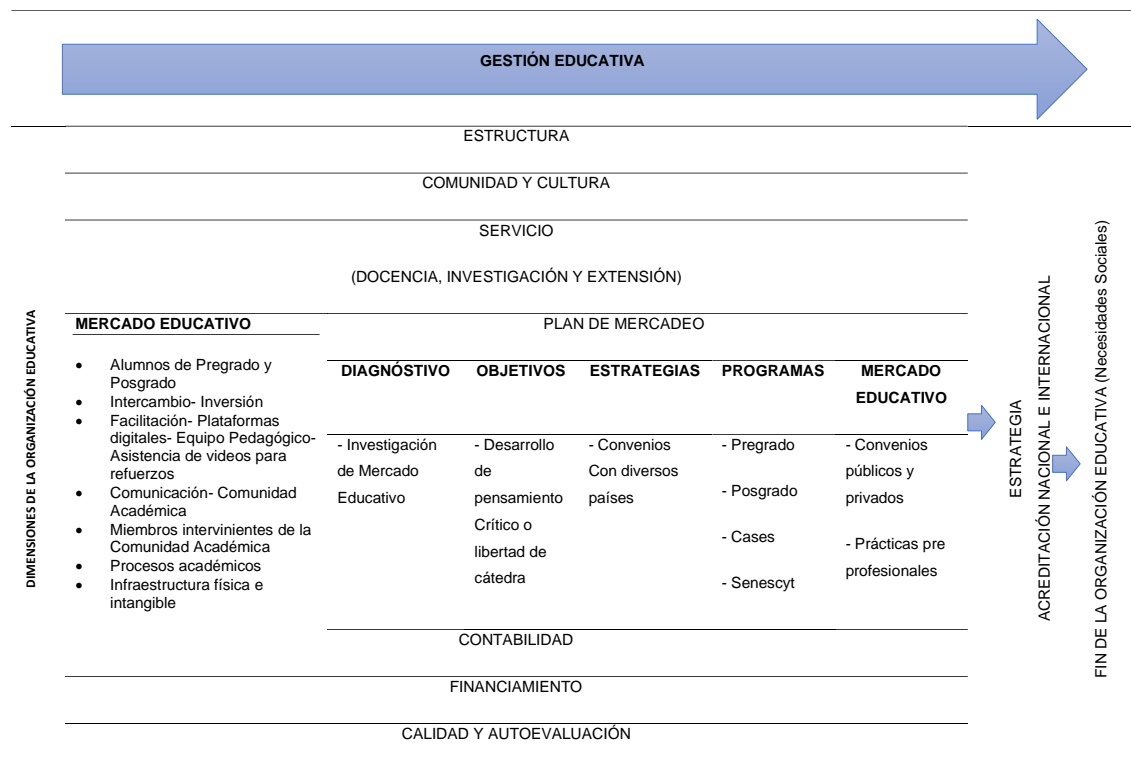 GESTIÓN EDUCATIVA
ESTRUCTURA
COMUNIDAD Y CULTURA
SERVICIO
(DOCENCIA, INVESTIGACIÓN Y EXTENSIÓN)
DIMENSIONES DE LA ORGANIZACIÓN EDUCATIVA
MERCADO EDUCATIVO
• Alumnos de Pregrado y
Posgrado
• Intercambio- Inversión
• Facilitación- Plataformas
digitales- Equipo Pedagógico-
Asistencia de videos para
refuerzos
• Comunicación- Comunidad
Académica
• Miembros intervinientes de la
Comunidad Académica
• Procesos académicos
• Infraestructura física e
intangible
PLAN DE MERCADEO
DIAGNÓSTIVO
- Investigación
de Mercado
Educativo
OBJETIVOS
- Desarrollo
de
pensamiento
Crítico o
libertad de
cátedra
ESTRATEGIAS
- Convenios
Con diversos
países
PROGRAMAS
- Pregrado
- Posgrado
- Cases
- Senescyt
MERCADO
EDUCATIVO
- Convenios
públicos y
privados
- Prácticas pre
profesionales
CONTABILIDAD
FINANCIAMIENTO
CALIDAD Y AUTOEVALUACIÓN
ESTRATEGIA
ACREDITACIÓN NACIONAL E INTERNACIONAL
FIN DE LA ORGANIZACIÓN EDUCATIVA (Necesidades Sociales)